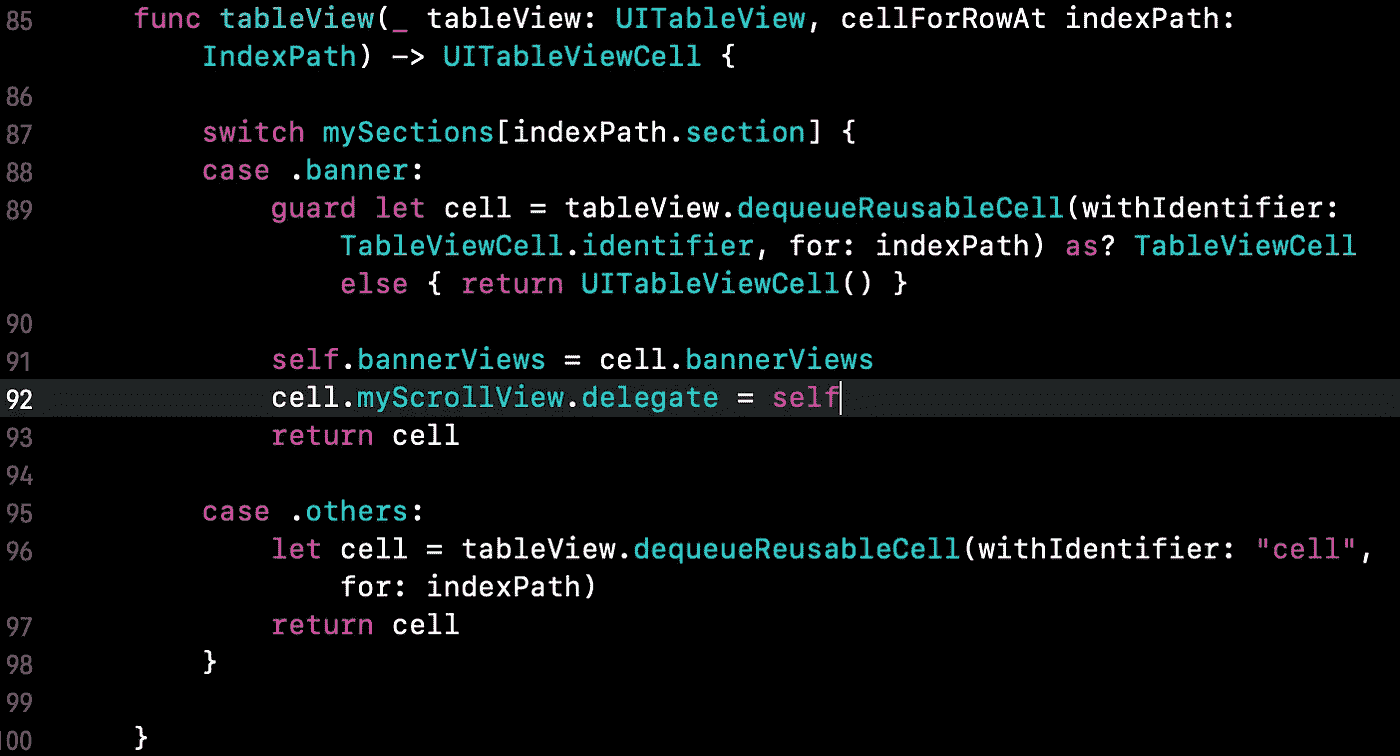 85 func tableView(_ tableView: UITableView, cellForRowAt indexPath:
IndexPath) -> UITableViewCell {
86
87 switch mySections[indexPath.section] {
88 case .banner:
89 guard let cell = tableView.dequeueReusableCell(withIdentifier:
TableViewCell.identifier, for: indexPath) as? TableViewCell
else { return UITableViewCell() }
90
91 self.bannerViews = cell.bannerViews
92 cell.myScrollView.delegate = self
93 return cell
94
95 case .others:
96 let cell = tableView.dequeueReusableCell(withIdentifier: "cell",
for: indexPath)
97 return cell
98 }
99
100 }